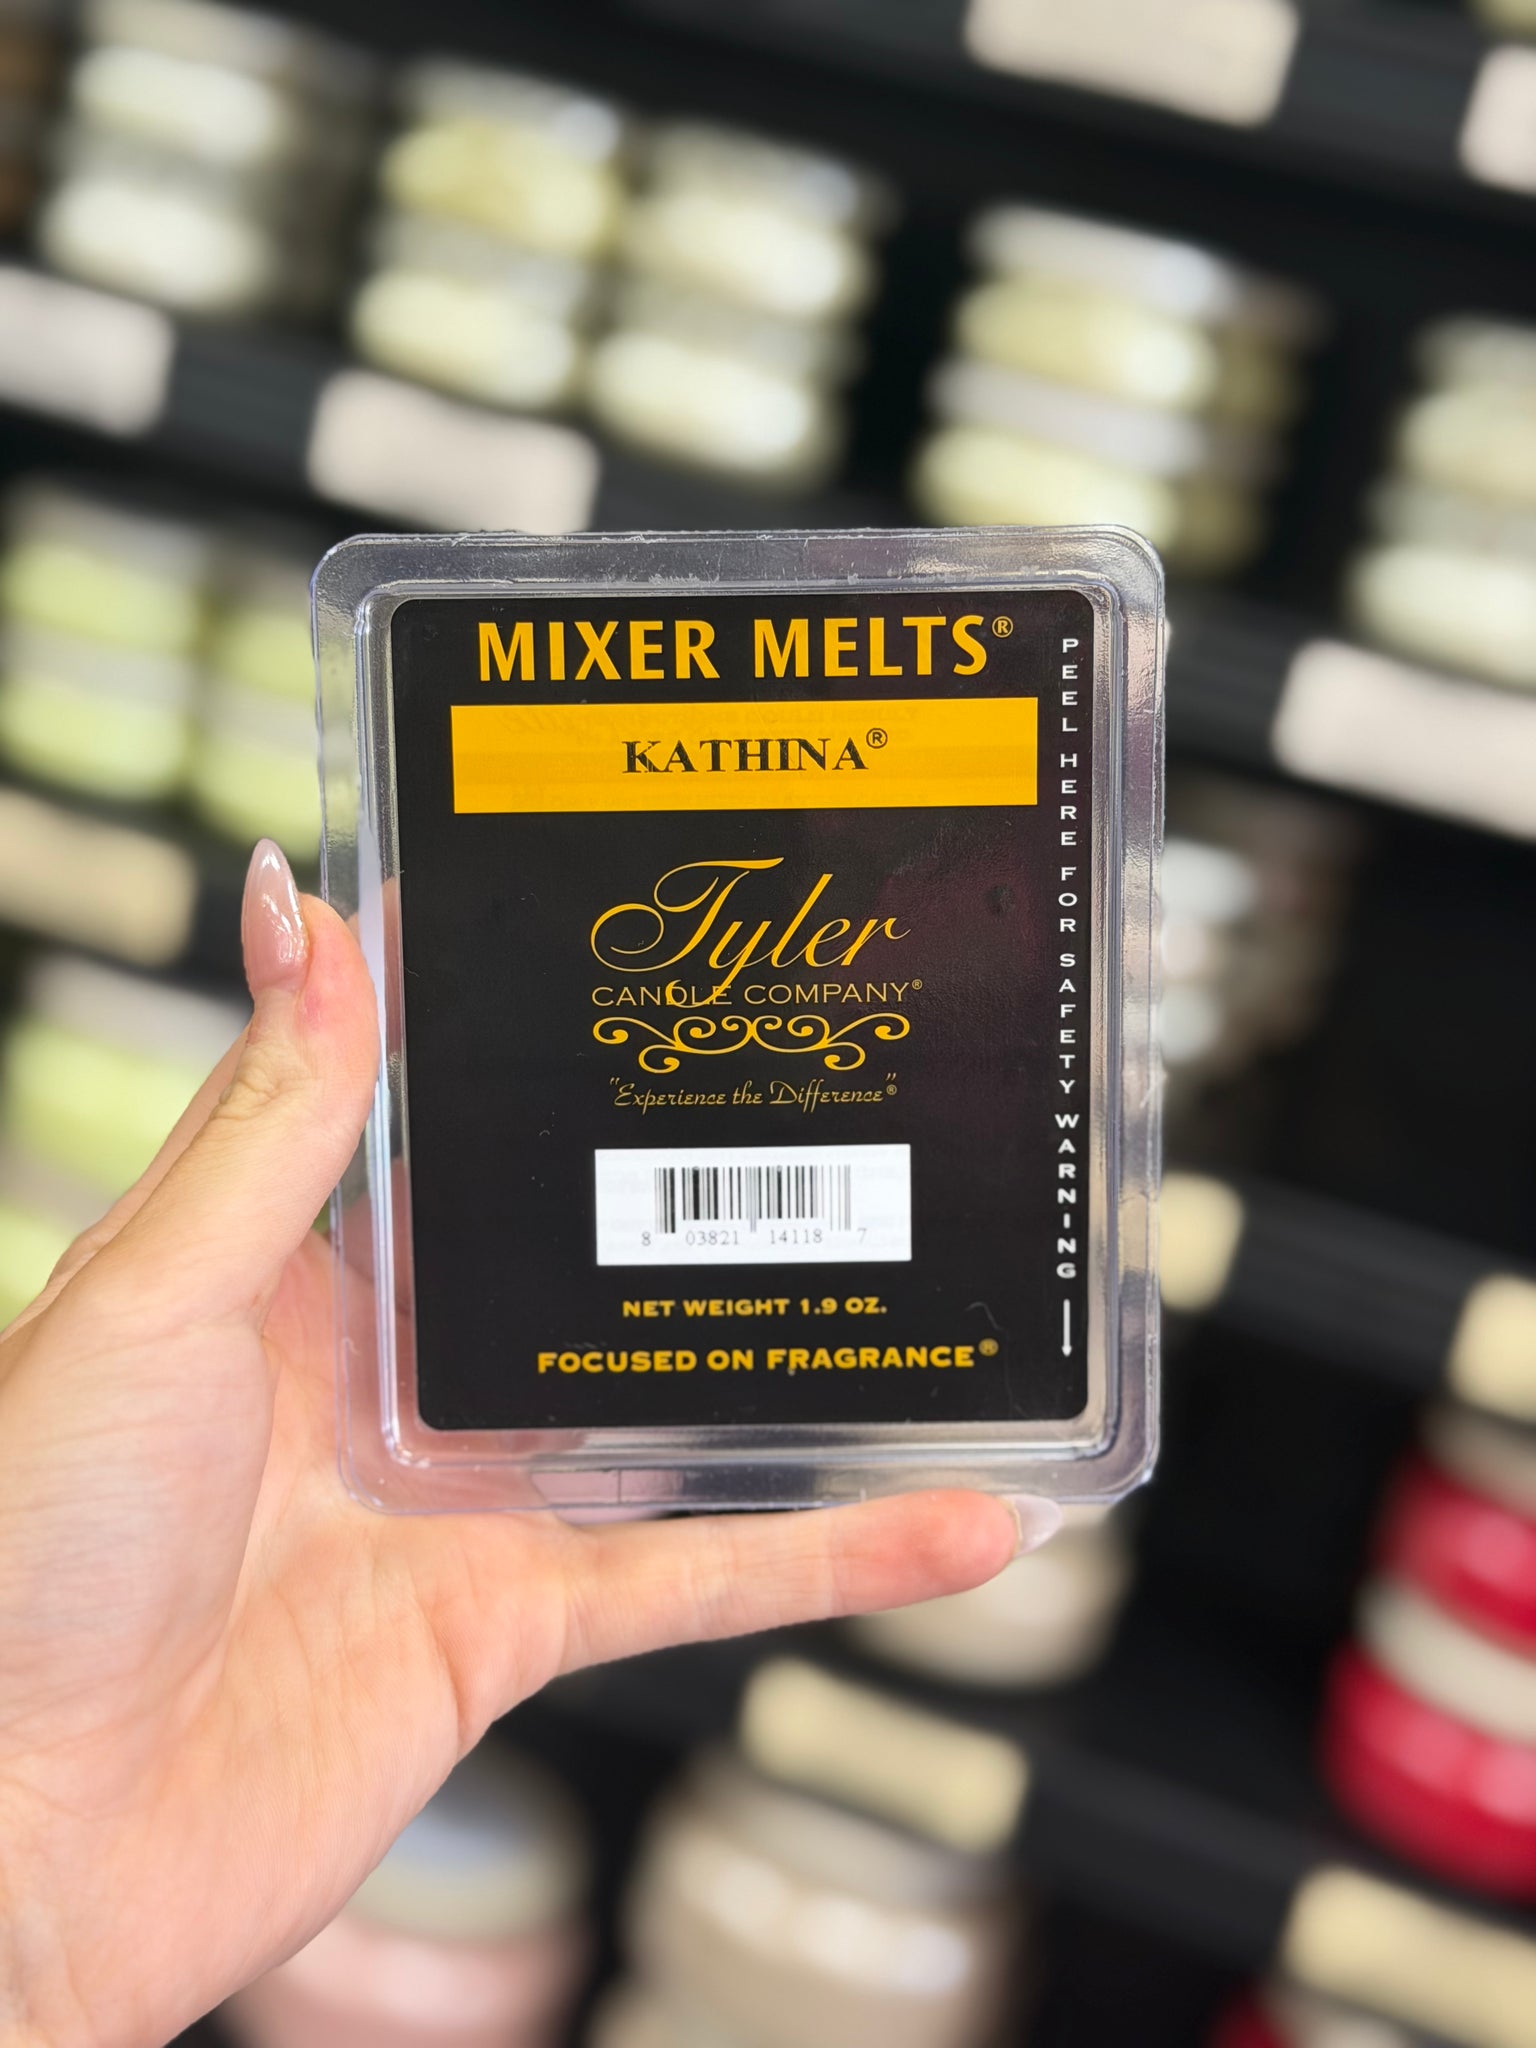 MIXER MELTS®
KATHINA®
Tyler
CANDLE COMPANY®
"Experience the Difference"®
8 03821 14118 7
NET WEIGHT 1.9 OZ.
FOCUSED ON FRAGRANCE®
PEEL HERE FOR SAFETY WARNING